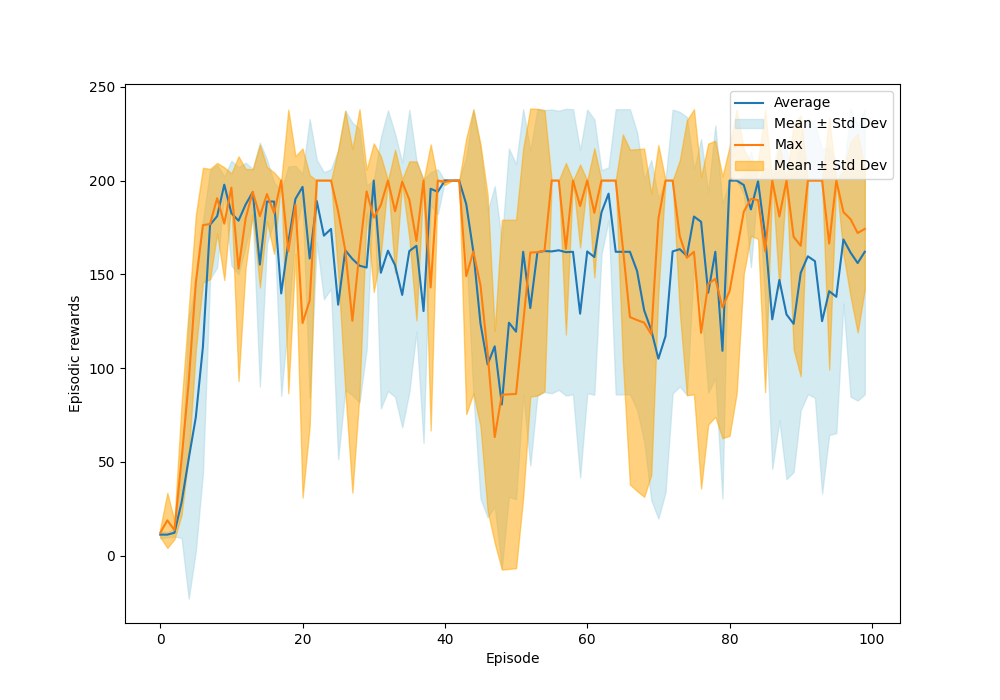 Average
Mean ± Std Dev
Max
Mean ± Std Dev
Episodic rewards
250
200
150
100
50
0
0 20 40 60 80 100
Episode